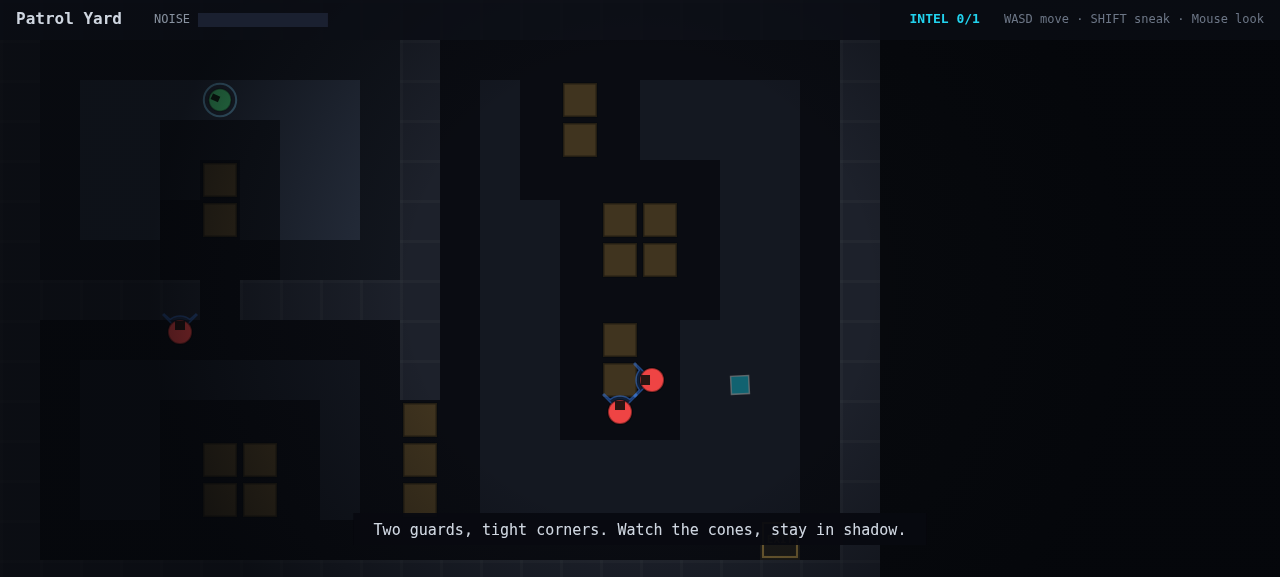 Patrol Yard
NOISE
INTEL 0/1
WASD move · SHIFT sneak · Mouse look
Two guards, tight corners. Watch the cones, stay in shadow.